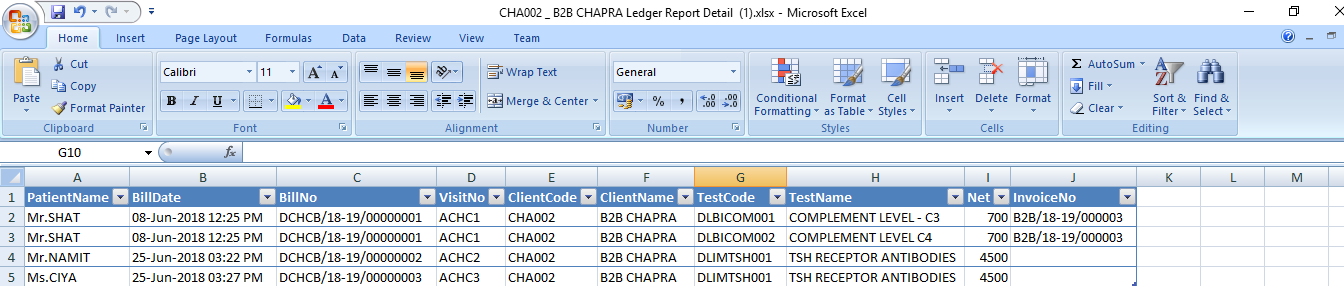 CHA002 _ B2B CHAPRA Ledger Report Detail (1).xlsx - Microsoft Excel
Home Insert Page Layout Formulas Data Review View Team
Cut
Copy
Format Painter
Paste
Clipboard
Calibri 11
B I U
Font
Wrap Text
Merge & Center
Alignment
General
% ,
Number
Conditional Formatting
Format as Table
Cell Styles
Styles
Insert Delete Format
Cells
Σ AutoSum
Fill
Clear
Sort & Filter
Find & Select
Editing
G10 fx
A B C D E F G H I J K L M
1 PatientName BillDate BillNo VisitNo ClientCode ClientName TestCode TestName Net InvoiceNo
2 Mr.SHAT 08-Jun-2018 12:25 PM DCHCB/18-19/00000001 ACHC1 CHA002 B2B CHAPRA DLBICOM001 COMPLEMENT LEVEL - C3 700 B2B/18-19/000003
3 Mr.SHAT 08-Jun-2018 12:25 PM DCHCB/18-19/00000001 ACHC1 CHA002 B2B CHAPRA DLBICOM002 COMPLEMENT LEVEL C4 700 B2B/18-19/000003
4 Mr.NAMIT 25-Jun-2018 03:22 PM DCHCB/18-19/00000002 ACHC2 CHA002 B2B CHAPRA DLIMTSH001 TSH RECEPTOR ANTIBODIES 4500
5 Ms.CIYA 25-Jun-2018 03:27 PM DCHCB/18-19/00000003 ACHC3 CHA002 B2B CHAPRA DLIMTSH001 TSH RECEPTOR ANTIBODIES 4500